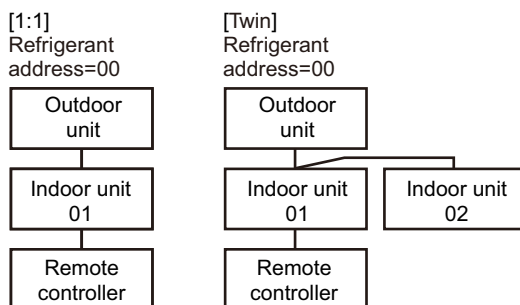 [1:1]
Refrigerant
address=00
Outdoor
unit
Indoor unit
01
Remote
controller
[Twin]
Refrigerant
address=00
Outdoor
unit
Indoor unit
01
Indoor unit
02
Remote
controller